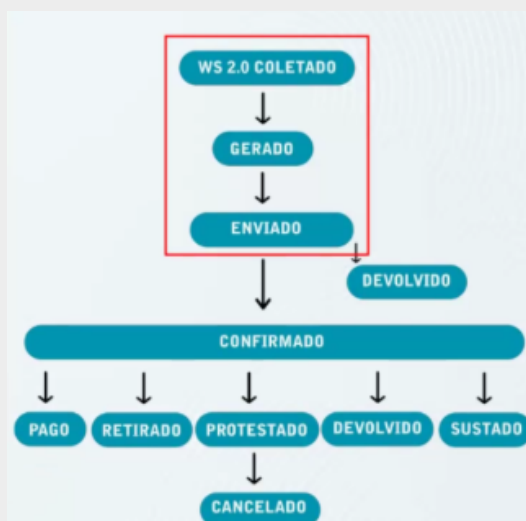 WS 2.0 COLETADO
GERADO
ENVIADO
DEVOLVIDO
CONFIRMADO
PAGO
RETIRADO
PROTESTADO
DEVOLVIDO
SUSTADO
CANCELADO